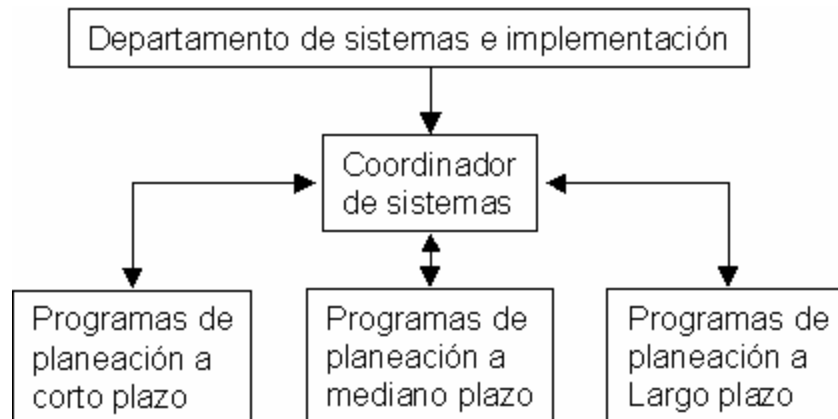 Departamento de sistemas e implementación
Coordinador
de sistemas
Programas de
planeación a
corto plazo
Programas de
planeación a
mediano plazo
Programas de
planeación a
Largo plazo